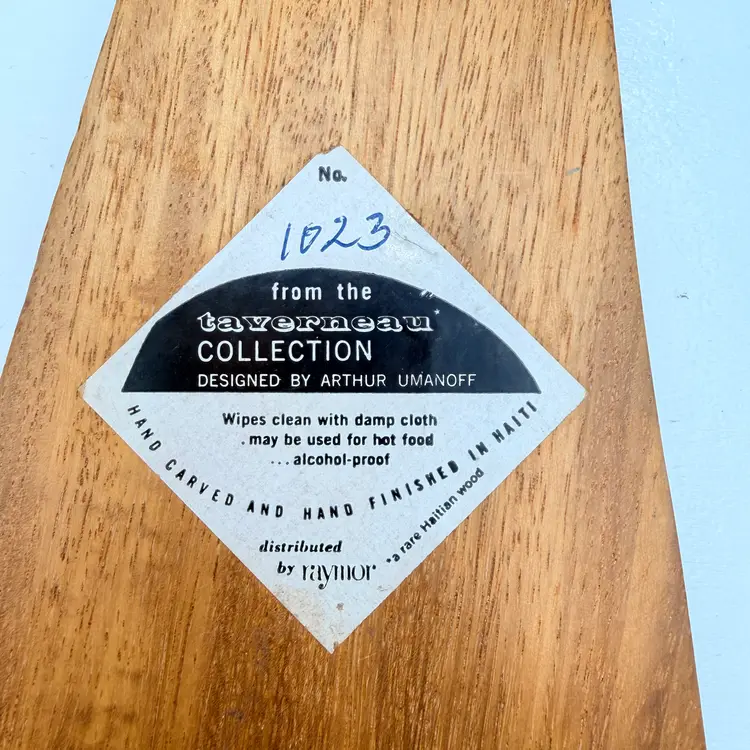 No.
1023
from the
taverneau
COLLECTION
DESIGNED BY ARTHUR UMANOFF
Wipes clean with damp cloth
.may be used for hot food
...alcohol-proof
HAND CARVED AND HAND FINISHED IN HAITI
*a rare Haitian wood
distributed
by raymor